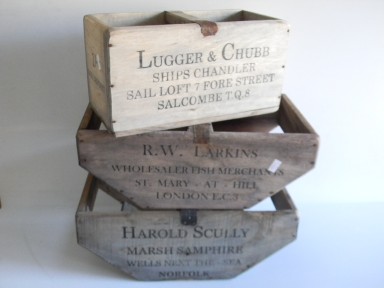 LUGGER & CHUBB
SHIPS CHANDLER
SAIL LOFT 7 FORE STREET
SALCOMBE T.Q.8
R.W. LARKINS
WHOLESALER FISH MERCHANTS
ST. MARY - AT - HILL
LONDON E.C.3
HAROLD SCULLY
MARSH SAMPHIRE
WELLS NEXT THE SEA
NORFOLK